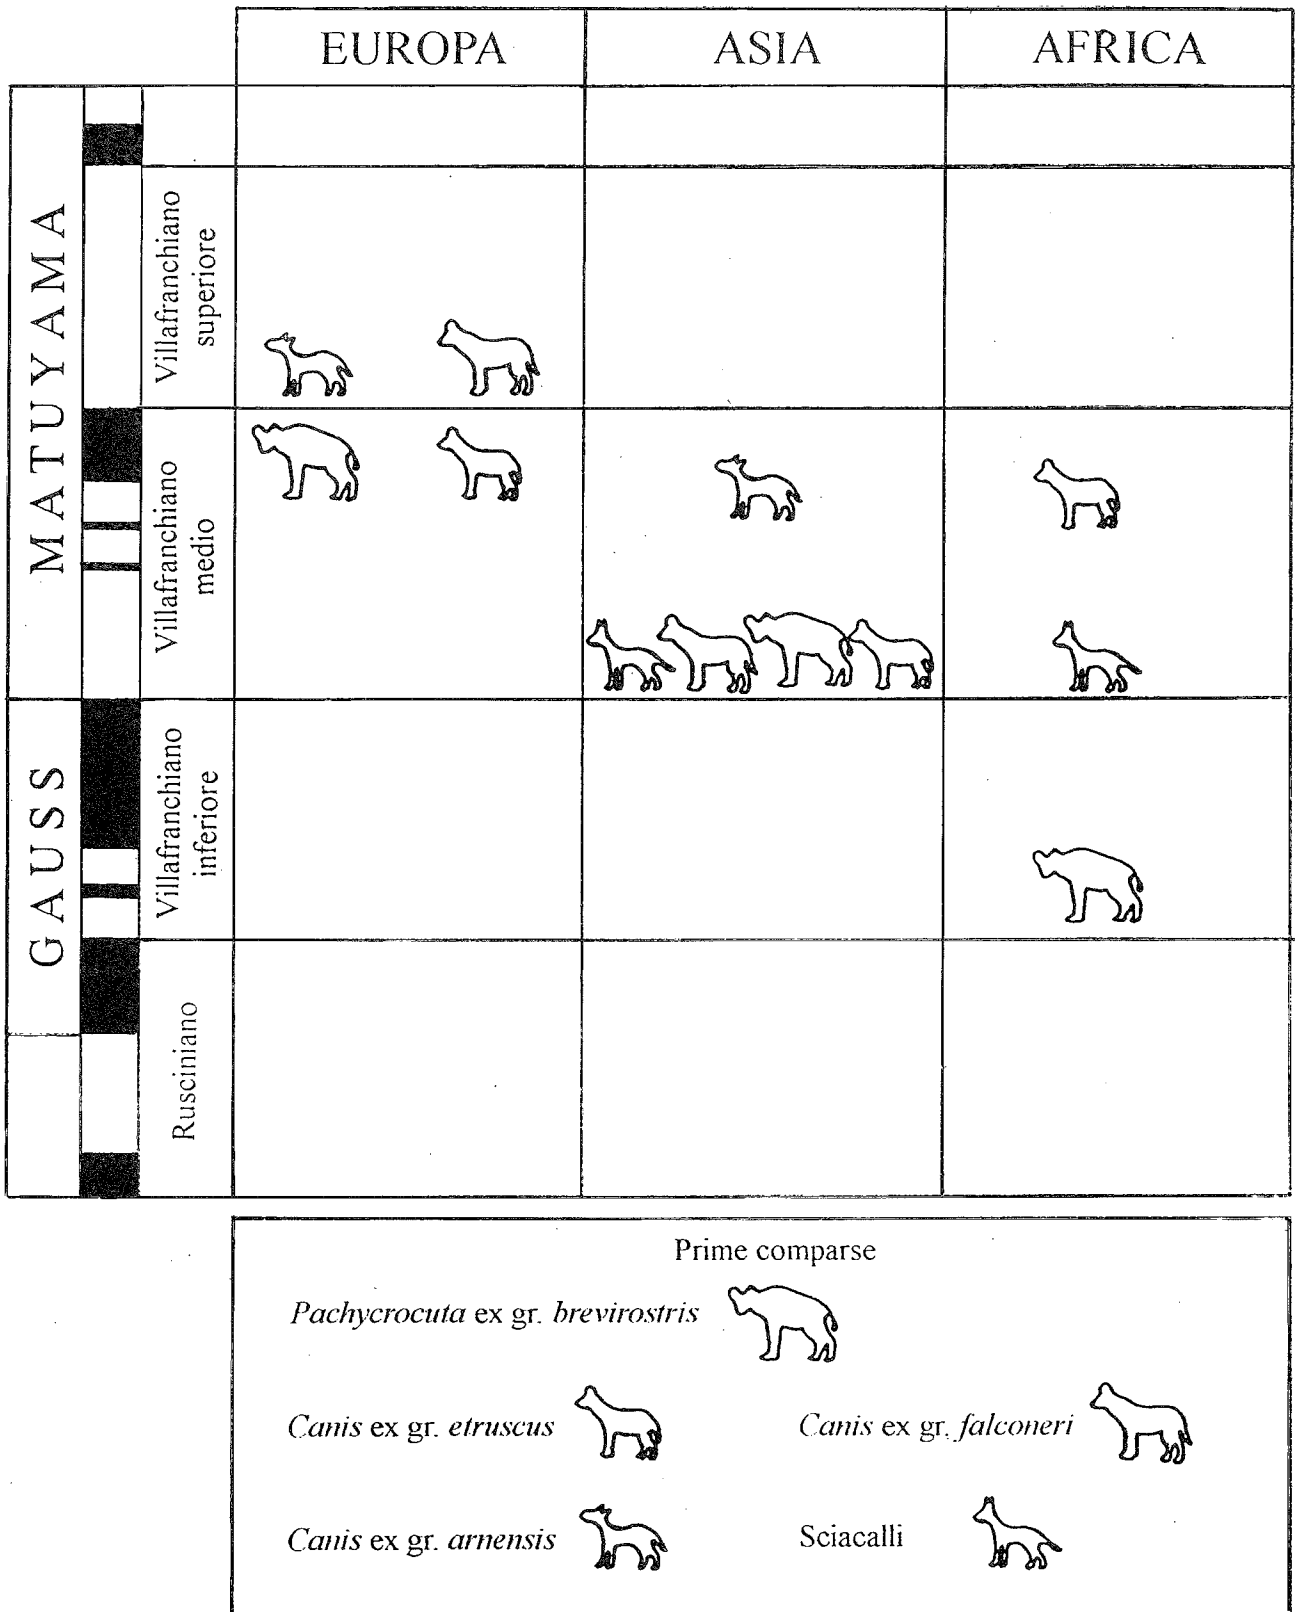 EUROPA
ASIA
AFRICA
MATUYAMA
GAUSS
Villafranchiano
superiore
Villafranchiano
medio
Villafranchiano
inferiore
Rusciniano
Prime comparse
Pachycrocuta ex gr. brevirostris
Canis ex gr. etruscus
Canis ex gr. falconeri
Canis ex gr. arnensis
Sciacalli